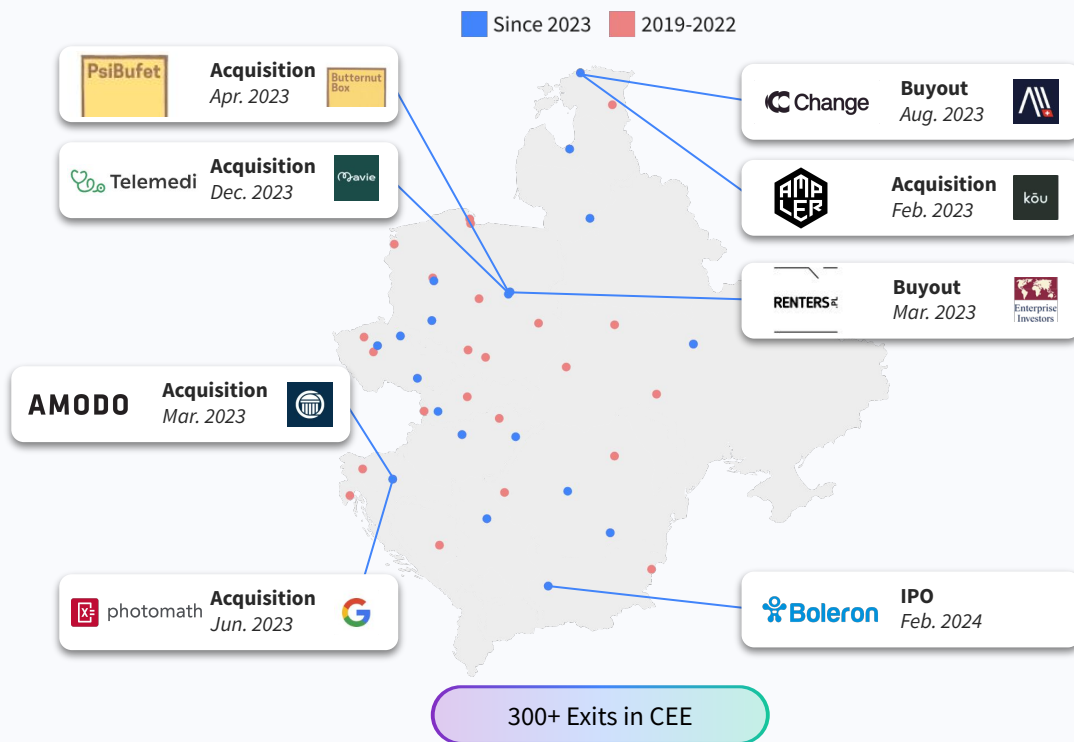 Since 2023
2019-2022
PsiBufet
Acquisition
Apr. 2023
Butternut
Box
Telemedi
Acquisition
Dec. 2023
mavie
AMODO
Acquisition
Mar. 2023
photomath
Acquisition
Jun. 2023
Change
Buyout
Aug. 2023
AMP
LER
Acquisition
Feb. 2023
kōu
RENTERS.PL
Buyout
Mar. 2023
Enterprise
Investors
Boleron
IPO
Feb. 2024
300+ Exits in CEE